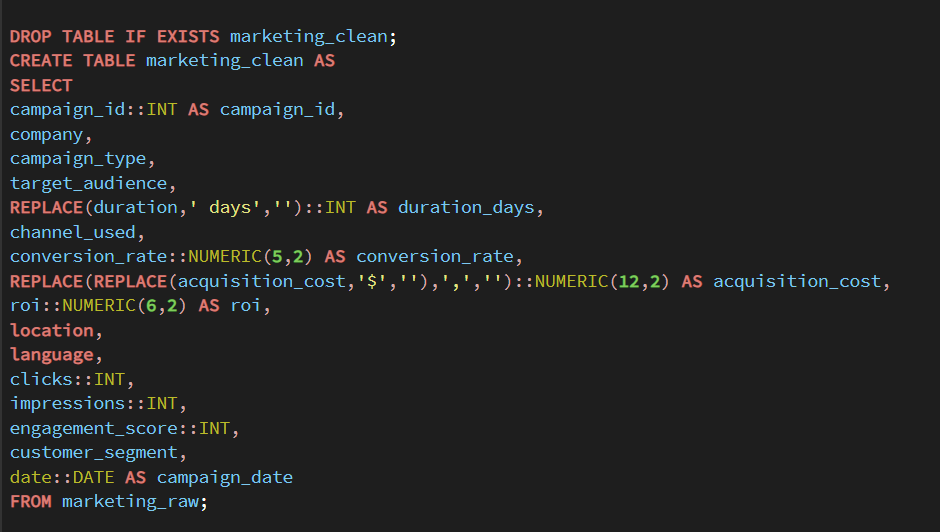 DROP TABLE IF EXISTS marketing_clean;
CREATE TABLE marketing_clean AS
SELECT
campaign_id::INT AS campaign_id,
company,
campaign_type,
target_audience,
REPLACE(duration,' days','')::INT AS duration_days,
channel_used,
conversion_rate::NUMERIC(5,2) AS conversion_rate,
REPLACE(REPLACE(acquisition_cost,'$',''),',','')::NUMERIC(12,2) AS acquisition_cost,
roi::NUMERIC(6,2) AS roi,
location,
language,
clicks::INT,
impressions::INT,
engagement_score::INT,
customer_segment,
date::DATE AS campaign_date
FROM marketing_raw;